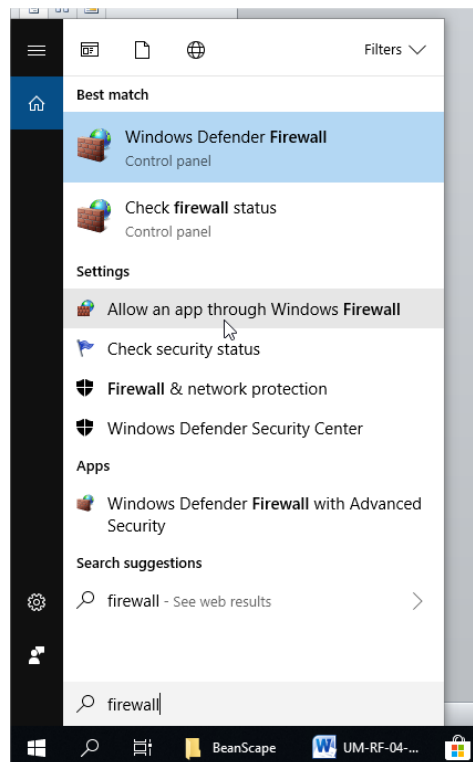 Filters
Best match
Windows Defender Firewall
Control panel
Check firewall status
Control panel
Settings
Allow an app through Windows Firewall
Check security status
Firewall & network protection
Windows Defender Security Center
Apps
Windows Defender Firewall with Advanced
Security
Search suggestions
firewall - See web results
firewall
BeanScape
UM-RF-04-...